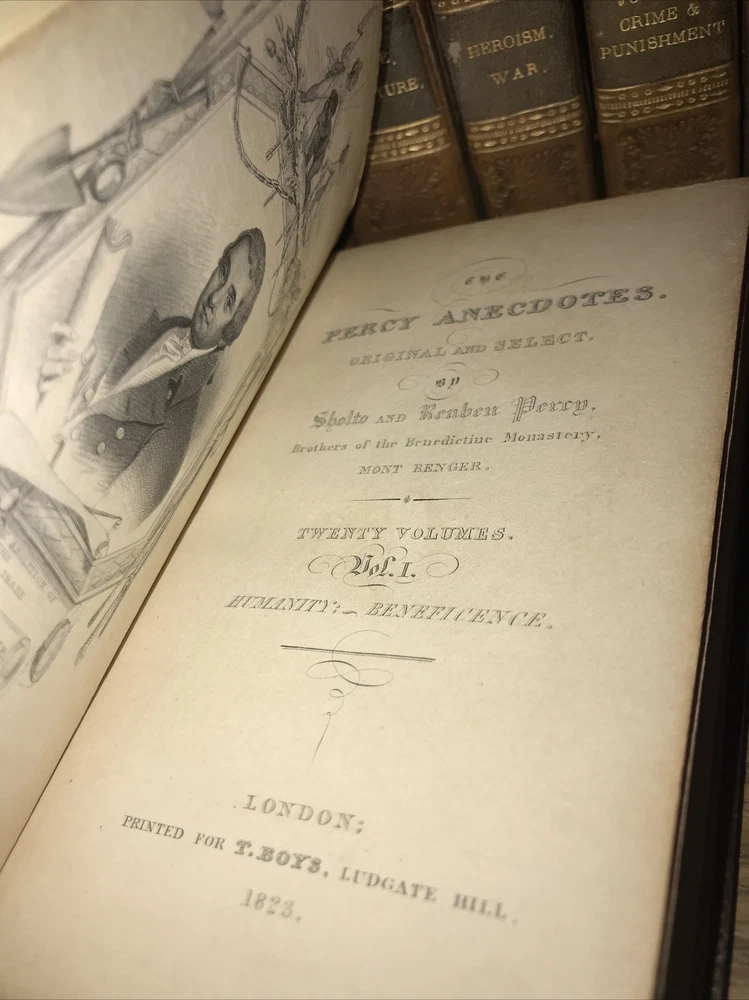 URE.
HEROISM.
WAR.
CRIME &
PUNISHMENT
THE
PERCY ANECDOTES.
ORIGINAL AND SELECT.
BY
Sholto AND Reuben Percy,
Brothers of the Benedictine Monastery,
MONT BENGER.
TWENTY VOLUMES.
Vol. I.
HUMANITY;— BENEFICENCE.
LONDON;
PRINTED FOR T. BOYS, LUDGATE HILL.
1823.